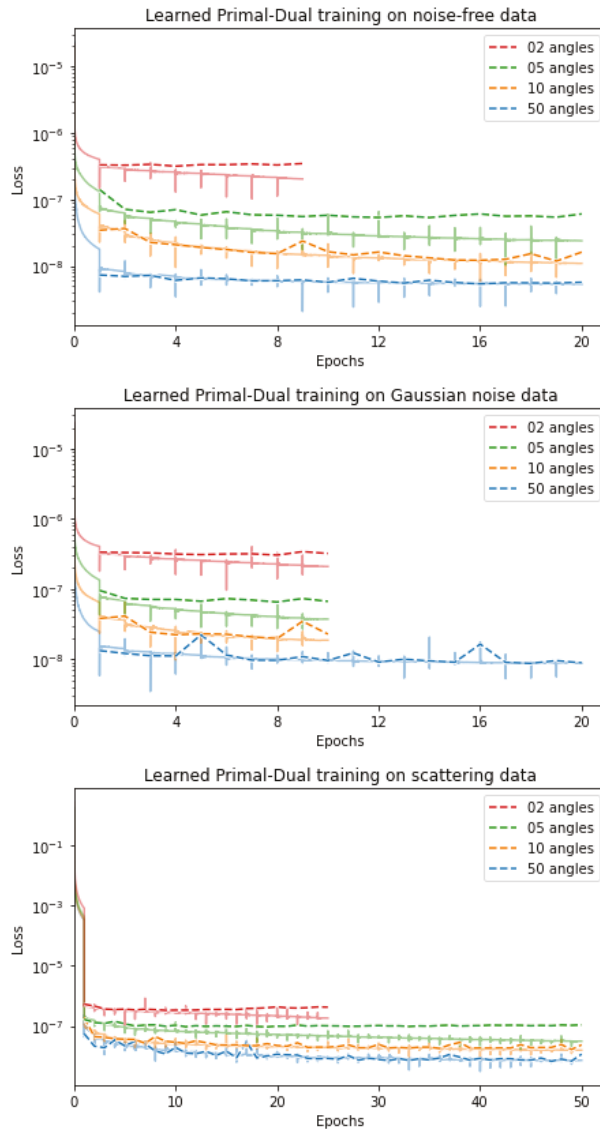 Learned Primal-Dual training on noise-free data
02 angles
05 angles
10 angles
50 angles
10⁻⁵
10⁻⁶
10⁻⁷
10⁻⁸
Loss
0 4 8 12 16 20
Epochs
Learned Primal-Dual training on Gaussian noise data
02 angles
05 angles
10 angles
50 angles
10⁻⁵
10⁻⁶
10⁻⁷
10⁻⁸
Loss
0 4 8 12 16 20
Epochs
Learned Primal-Dual training on scattering data
02 angles
05 angles
10 angles
50 angles
10⁻¹
10⁻³
10⁻⁵
10⁻⁷
Loss
0 10 20 30 40 50
Epochs